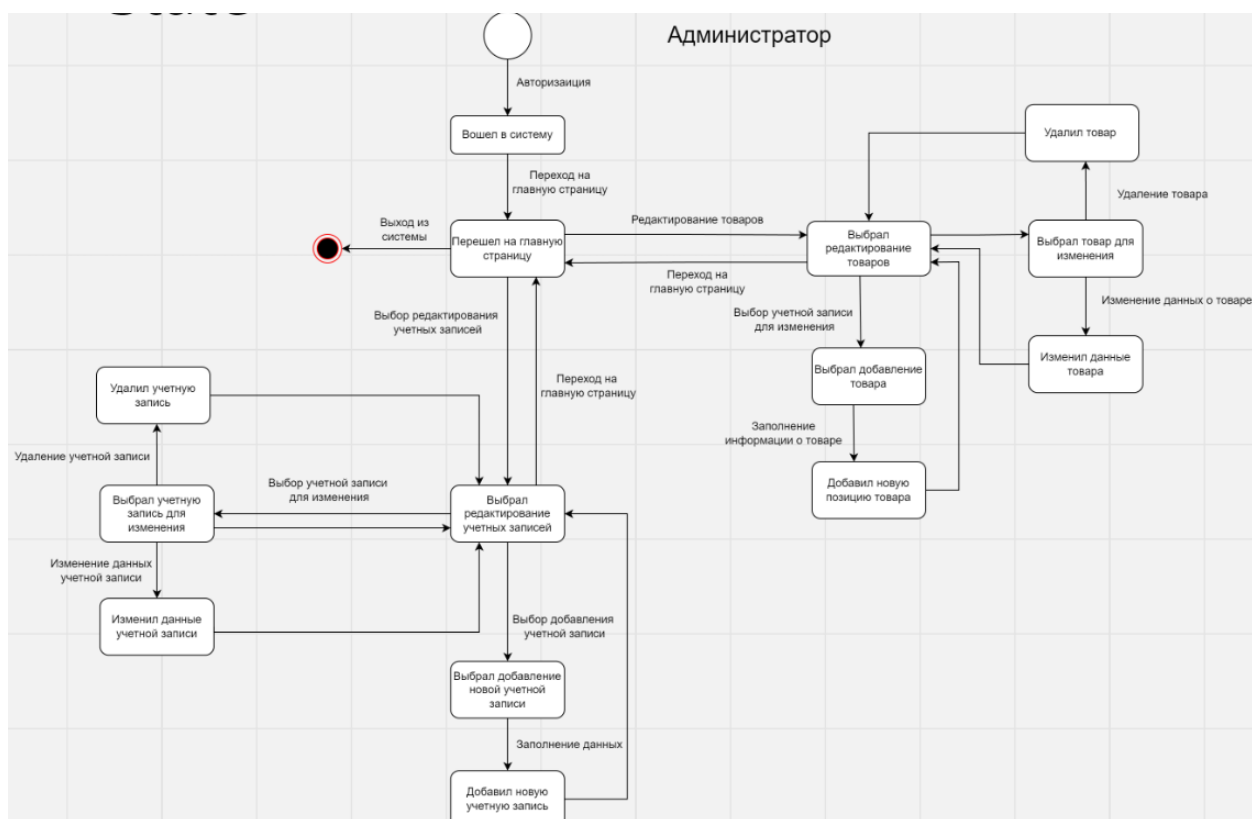 State
Администратор
Авторизаиция
Вошел в систему
Удалил товар
Переход на
главную страницу
Удаление товара
Выход из
системы
Перешел на главную
страницу
Редактирование товаров
Выбрал
редактирование
товаров
Выбрал товар для
изменения
Переход на
главную страницу
Выбор редактирования
учетных записей
Выбор учетной записи
для изменения
Изменение данных о товаре
Изменил данные
товара
Выбрал добавление
товара
Переход на
главную страницу
Удалил учетную
запись
Заполнение
информации о товаре
Удаление учетной записи
Добавил новую
позицию товара
Выбрал учетную
запись для
изменения
Выбор учетной записи
для изменения
Выбрал
редактирование
учетных записей
Изменение данных
учетной записи
Изменил данные
учетной записи
Выбор добавления
учетной записи
Выбрал добавление
новой учетной
записи
Заполнение данных
Добавил новую
учетную запись